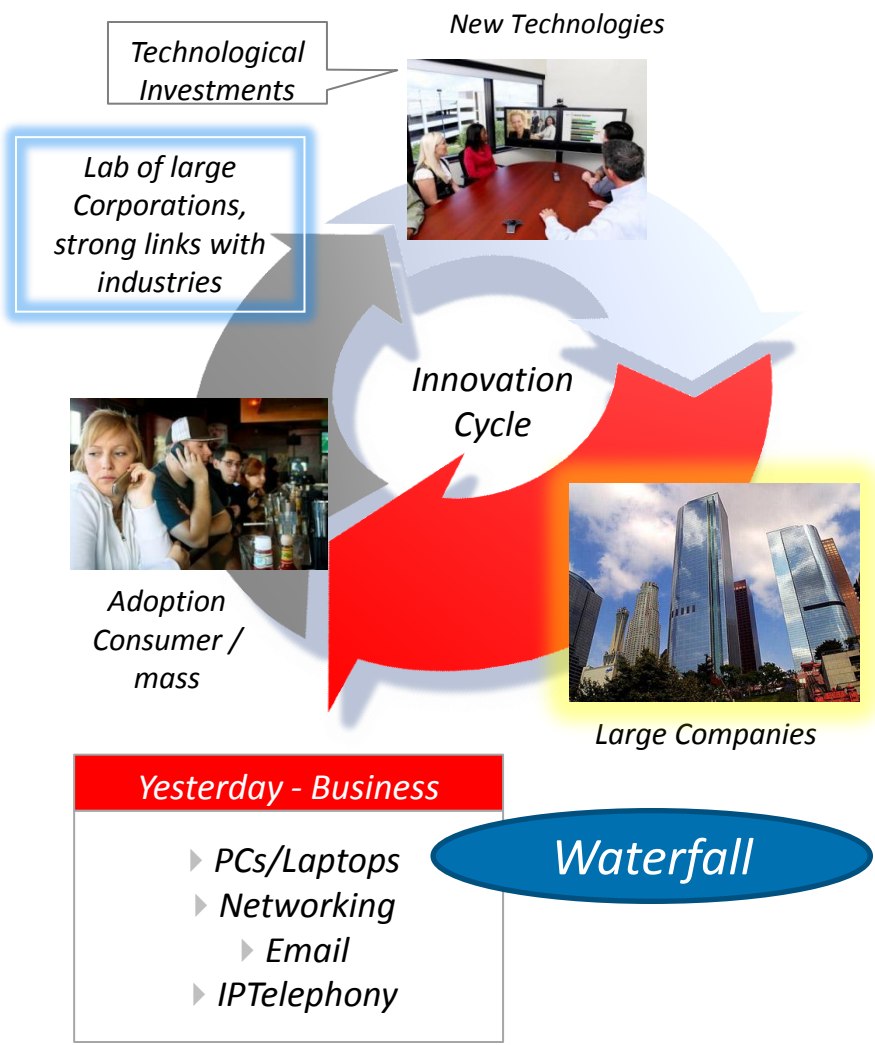 New Technologies
Technological
Investments
Lab of large
Corporations,
strong links with
industries
Innovation
Cycle
Adoption
Consumer /
mass
Large Companies
Yesterday - Business
PCs/Laptops
Networking
Email
IPTelephony
Waterfall